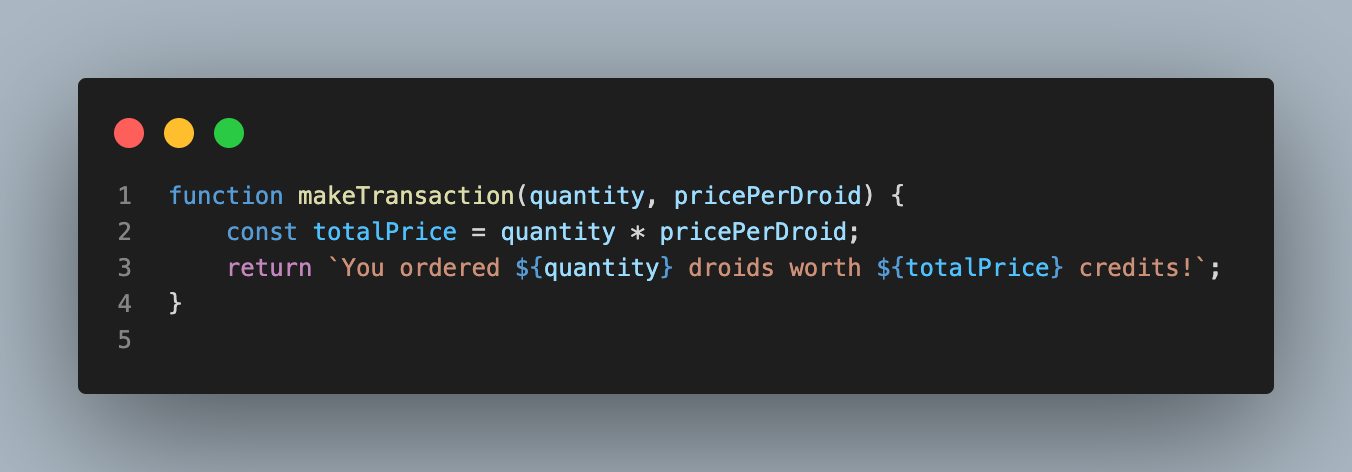 1 function makeTransaction(quantity, pricePerDroid) {
2     const totalPrice = quantity * pricePerDroid;
3     return `You ordered ${quantity} droids worth ${totalPrice} credits!`;
4 }
5